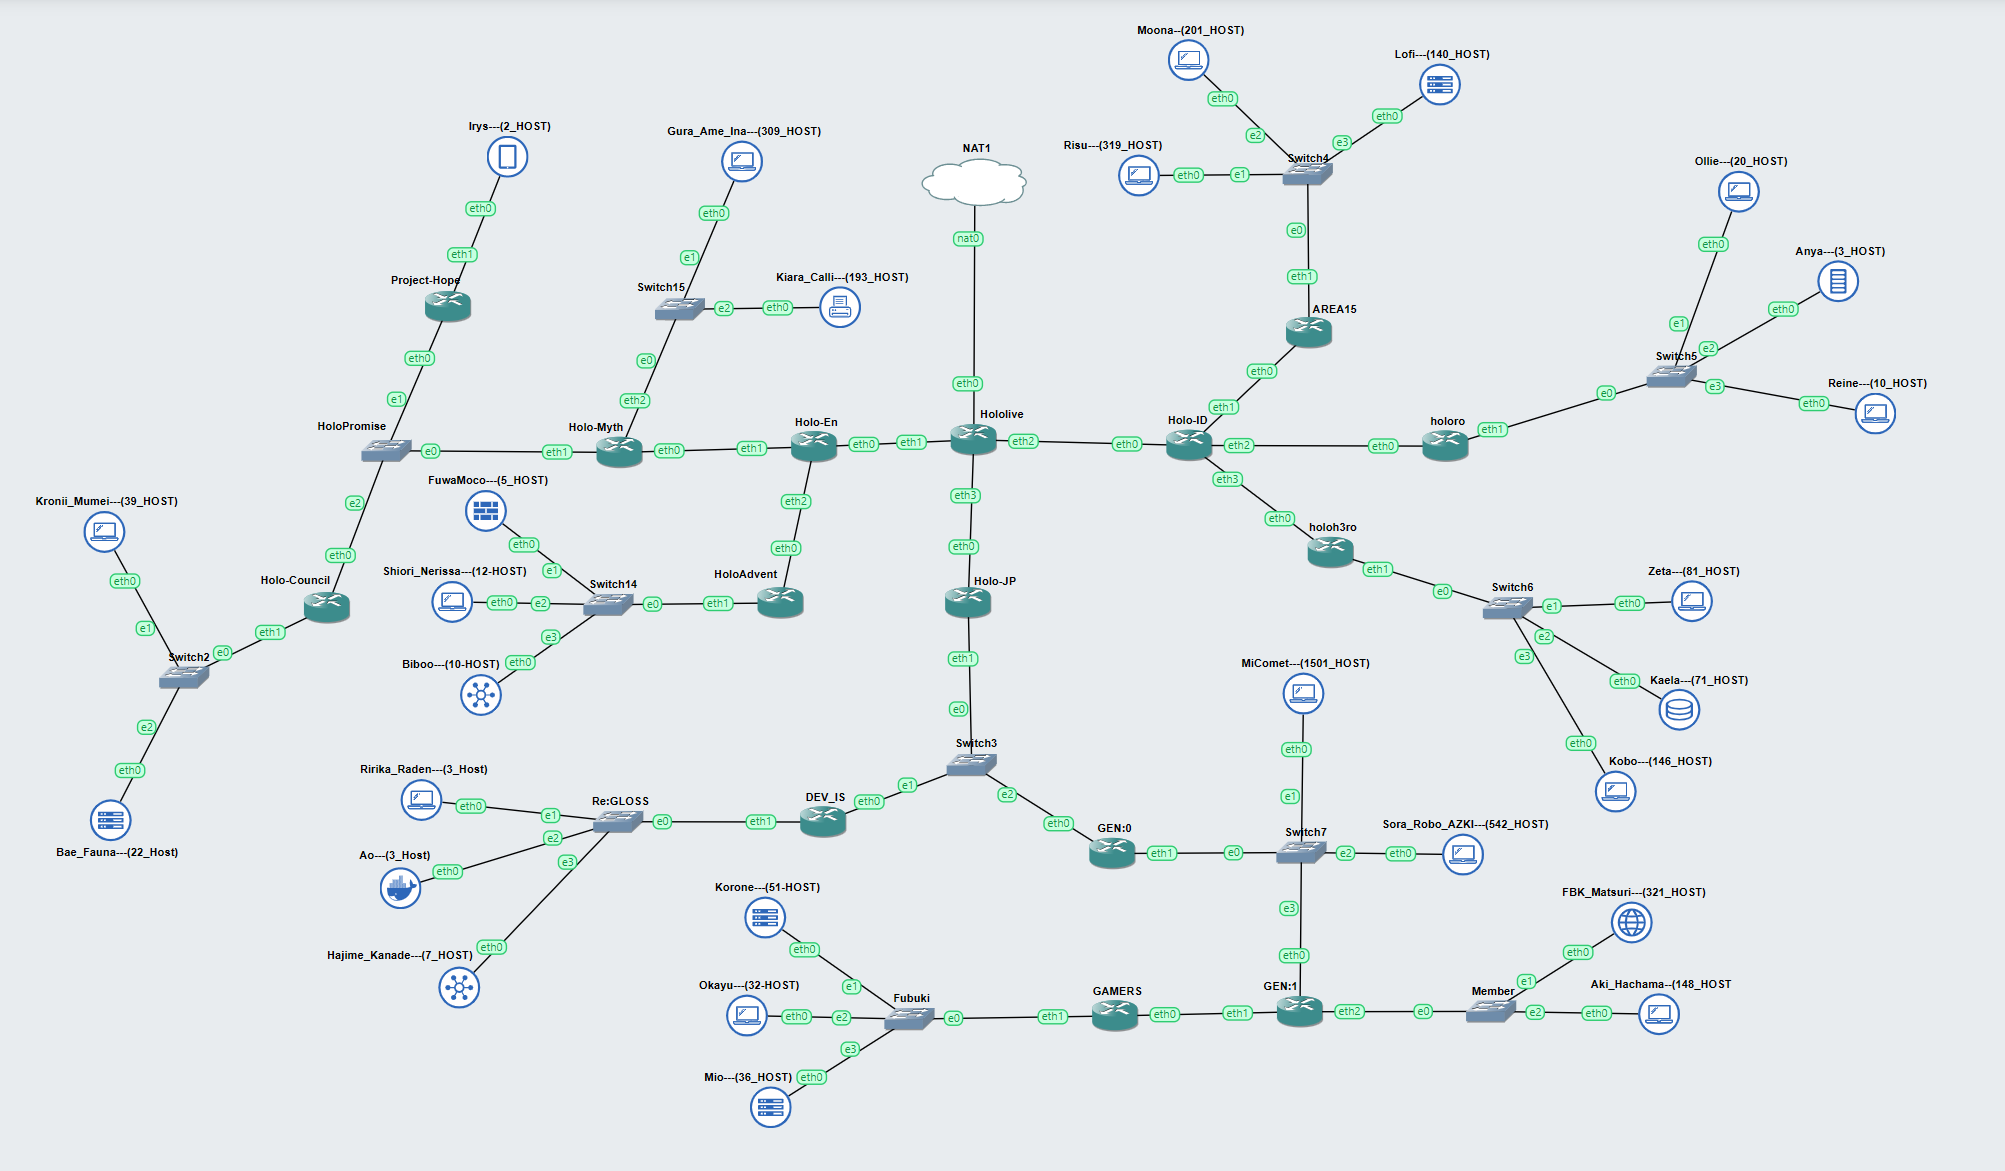 Moona--(201_HOST)
Lofi---(140_HOST)
eth0
eth0
e2
e3
Risu---(319_HOST)
Switch4
eth0
e1
e0
eth1
AREA15
eth0
eth1
Irys---(2_HOST)
eth0
eth1
Project-Hope
eth0
e1
HoloPromise
e0
eth1
Holo-Myth
eth0
eth1
Holo-En
eth0
eth1
Hololive
eth2
eth0
Holo-ID
eth2
eth0
holoro
eth1
e0
Gura_Ame_Ina---(309_HOST)
eth0
e1
Switch15
Kiara_Calli---(193_HOST)
e2
eth0
e0
eth2
NAT1
nat0
eth0
Ollie---(20_HOST)
eth0
Anya---(3_HOST)
eth0
e1
e2
Switch5
e3
Reine---(10_HOST)
eth0
eth3
eth0
holoh3ro
eth1
e0
Switch6
Zeta---(81_HOST)
e1
eth0
e2
e3
Kaela---(71_HOST)
eth0
eth0
Kobo---(146_HOST)
Kronii_Mumei---(39_HOST)
eth0
e1
e2
eth0
Holo-Council
eth1
e0
Switch2
e2
eth0
Bae_Fauna---(22_Host)
FuwaMoco---(5_HOST)
eth0
e1
Shiori_Nerissa---(12-HOST)
Switch14
eth0
e2
e0
eth1
HoloAdvent
eth2
eth0
e3
Biboo---(10-HOST)
eth0
eth3
eth0
Holo-JP
eth1
e0
Switch3
e1
eth0
DEV_IS
eth1
e0
Re:GLOSS
e2
eth0
GEN:0
eth1
e0
Switch7
MiComet---(1501_HOST)
eth0
e1
Sora_Robo_AZKI---(542_HOST)
e2
eth0
e3
eth0
Ririka_Raden---(3_Host)
eth0
e1
e2
Ao---(3_Host)
eth0
e3
eth0
Hajime_Kanade---(7_HOST)
Korone---(51-HOST)
eth0
e1
Okayu---(32-HOST)
Fubuki
eth0
e2
e0
eth1
GAMERS
eth0
eth1
GEN:1
eth2
e0
Member
e1
eth0
FBK_Matsuri---(321_HOST)
e2
eth0
Aki_Hachama--(148_HOST
e3
Mio---(36_HOST)
eth0